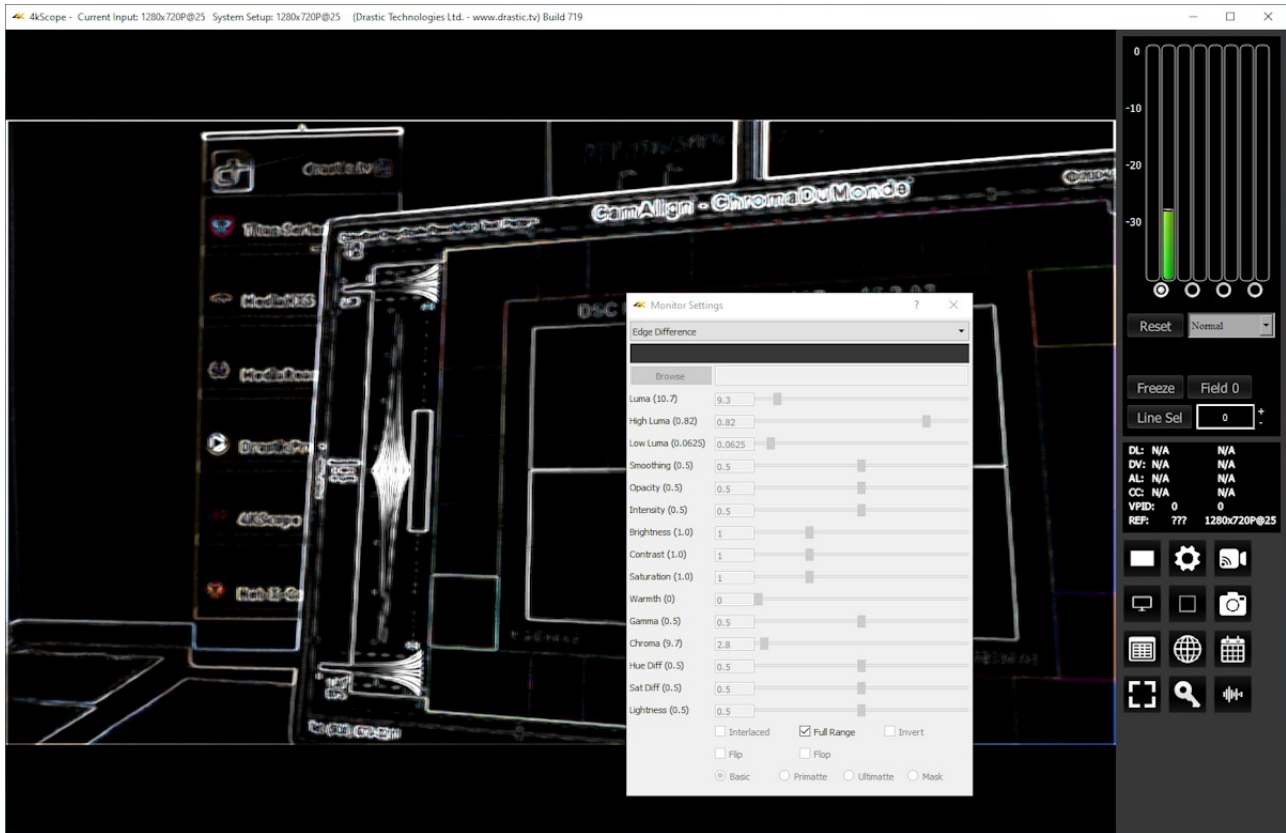 4K 4kScope - Current Input: 1280x720P@25 System Setup: 1280x720P@25 (Drastic Technologies Ltd. - www.drastic.tv) Build 719
0
-10
-20
-30
Reset Normal
Freeze Field 0
Line Sel 0 + -
DL: N/A N/A
DV: N/A N/A
AL: N/A N/A
CC: N/A N/A
VPID: 0 0
REF: ??? 1280x720P@25
dt drastic.tv
CamAlign - ChromaDuMonde
MediaNXS
4KScope
DSC
4K Monitor Settings ?
Edge Difference
Browse
Luma (10.7) 9.3
High Luma (0.82) 0.82
Low Luma (0.0625) 0.0625
Smoothing (0.5) 0.5
Opacity (0.5) 0.5
Intensity (0.5) 0.5
Brightness (1.0) 1
Contrast (1.0) 1
Saturation (1.0) 1
Warmth (0) 0
Gamma (0.5) 0.5
Chroma (9.7) 2.8
Hue Diff (0.5) 0.5
Sat Diff (0.5) 0.5
Lightness (0.5) 0.5
Interlaced Full Range Invert
Flip Flop
Basic Primatte Ultimatte Mask